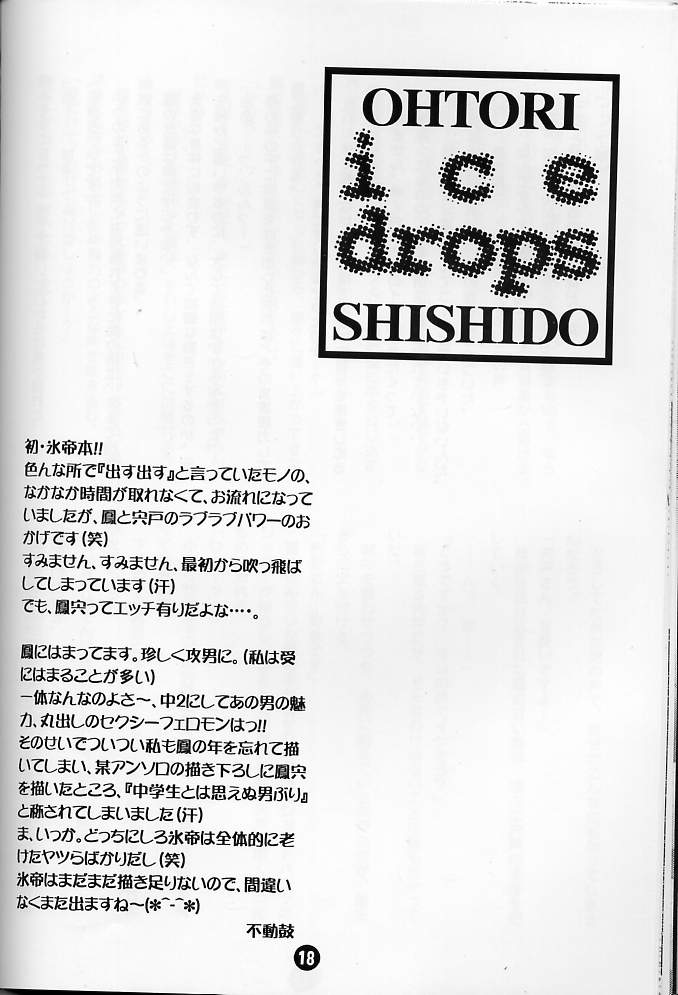 OHTORI
ice
drops
SHISHIDO
初・氷帝本!!
色んな所で『出す出す』と言っていたモノの、
なかなか時間が取れなくて、お流れになって
いましたが、鳳と宍戸のラブラブパワーのお
かげです(笑)
すみません、すみません、最初から吹っ飛ば
してしまっています(汗)
でも、鳳宍ってエッチ有りだよな‥‥。
鳳にはまってます。珍しく攻男に。(私は受
にはまることが多い)
一体なんなのよさ〜、中2にしてあの男の魅
力、丸出しのセクシーフェロモンはっ!!
そのせいでついつい私も鳳の年を忘れて描
いてしまい、某アンソロの描き下ろしに鳳宍
を描いたところ、『中学生とは思えぬ男ぶり』
と称されてしまいました(汗)
ま、いっか。どっちにしろ氷帝は全体的に老
けたヤツらばかりだし(笑)
氷帝はまだまだ描き足りないので、間違い
なくまた出ますね〜(*^-^*)
不動鼓
18